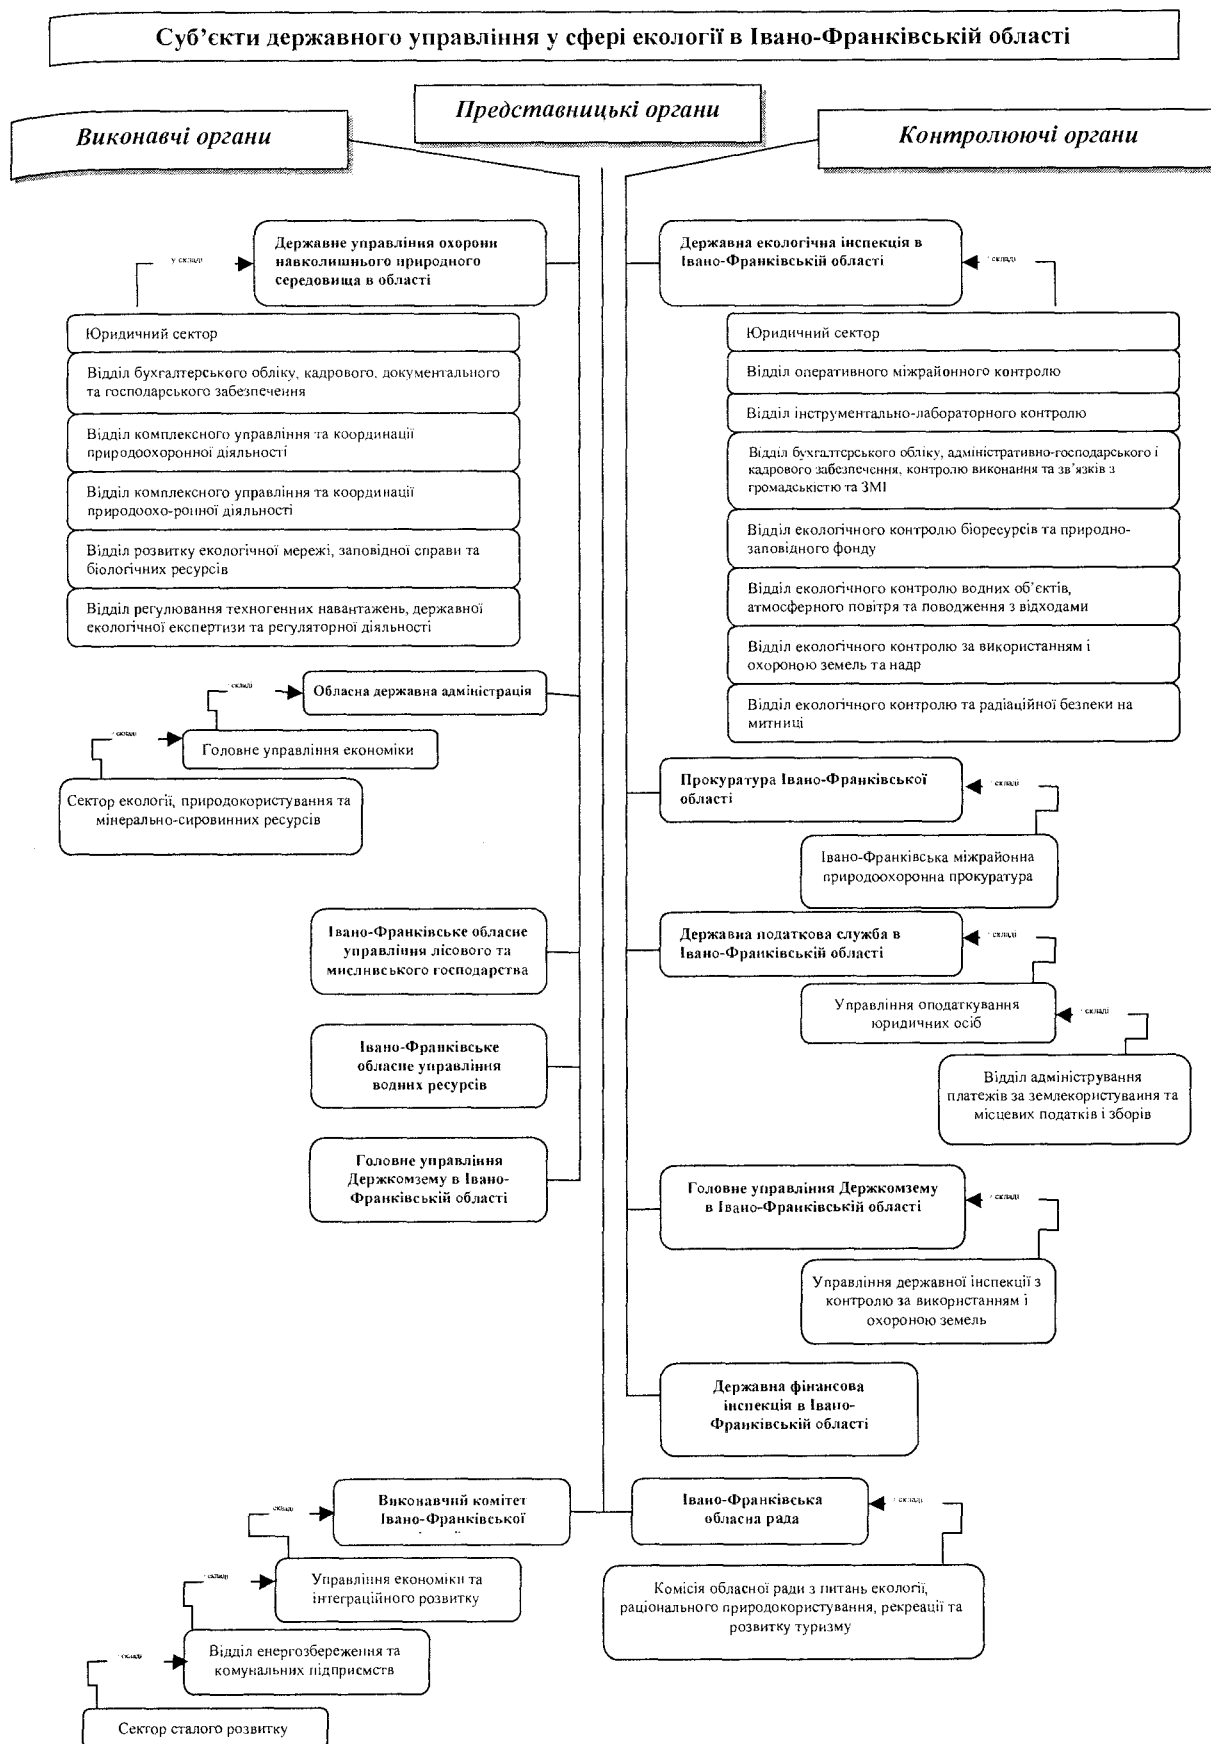 Суб’єкти державного управління у сфері екології в Івано-Франківській області
Представницькі органи
Виконавчі органи
Контролюючі органи
Державне управління охорони
навколишнього природного
середовища в області
у складі
Юридичний сектор
Відділ бухгалтерського обліку, кадрового, документального
та господарського забезпечення
Відділ комплексного управління та координації
природоохоронної діяльності
Відділ комплексного управління та координації
природоохо-ронної діяльності
Відділ розвитку екологічної мережі, заповідної справи та
біологічних ресурсів
Відділ регулювання техногенних навантажень, державної
екологічної експертизи та регуляторної діяльності
складі
Обласна державна адміністрація
складі
Головне управління економіки
Сектор екології, природокористування та
мінерально-сировинних ресурсів
Івано-Франківське обласне
управління лісового та
мисливського господарства
Івано-Франківське
обласне управління
водних ресурсів
Головне управління
Держкомзему в Івано-
Франківській області
Державна екологічна інспекція в
Івано-Франківській області
складі
Юридичний сектор
Відділ оперативного міжрайонного контролю
Відділ інструментально-лабораторного контролю
Відділ бухгалтерського обліку, адміністративно-господарського і
кадрового забезпечення, контролю виконання та зв’язків з
громадськістю та ЗМІ
Відділ екологічного контролю біоресурсів та природно-
заповідного фонду
Відділ екологічного контролю водних об’єктів,
атмосферного повітря та поводження з відходами
Відділ екологічного контролю за використанням і
охороною земель та надр
Відділ екологічного контролю та радіаційної безпеки на
митниці
Прокуратура Івано-Франківської
області
складі
Івано-Франківська міжрайонна
природоохоронна прокуратура
Державна податкова служба в
Івано-Франківській області
складі
Управління оподаткування
юридичних осіб
складі
Відділ адміністрування
платежів за землекористування та
місцевих податків і зборів
Головне управління Держкомзему
в Івано-Франківській області
складі
Управління державної інспекції з
контролю за використанням і
охороною земель
Державна фінансова
інспекція в Івано-
Франківській області
складі
Виконавчий комітет
Івано-Франківської
складі
Управління економіки та
інтеграційного розвитку
складі
Відділ енергозбереження та
комунальних підприємств
Сектор сталого розвитку
Івано-Франківська
обласна рада
складі
Комісія обласної ради з питань екології,
раціонального природокористування, рекреації та
розвитку туризму